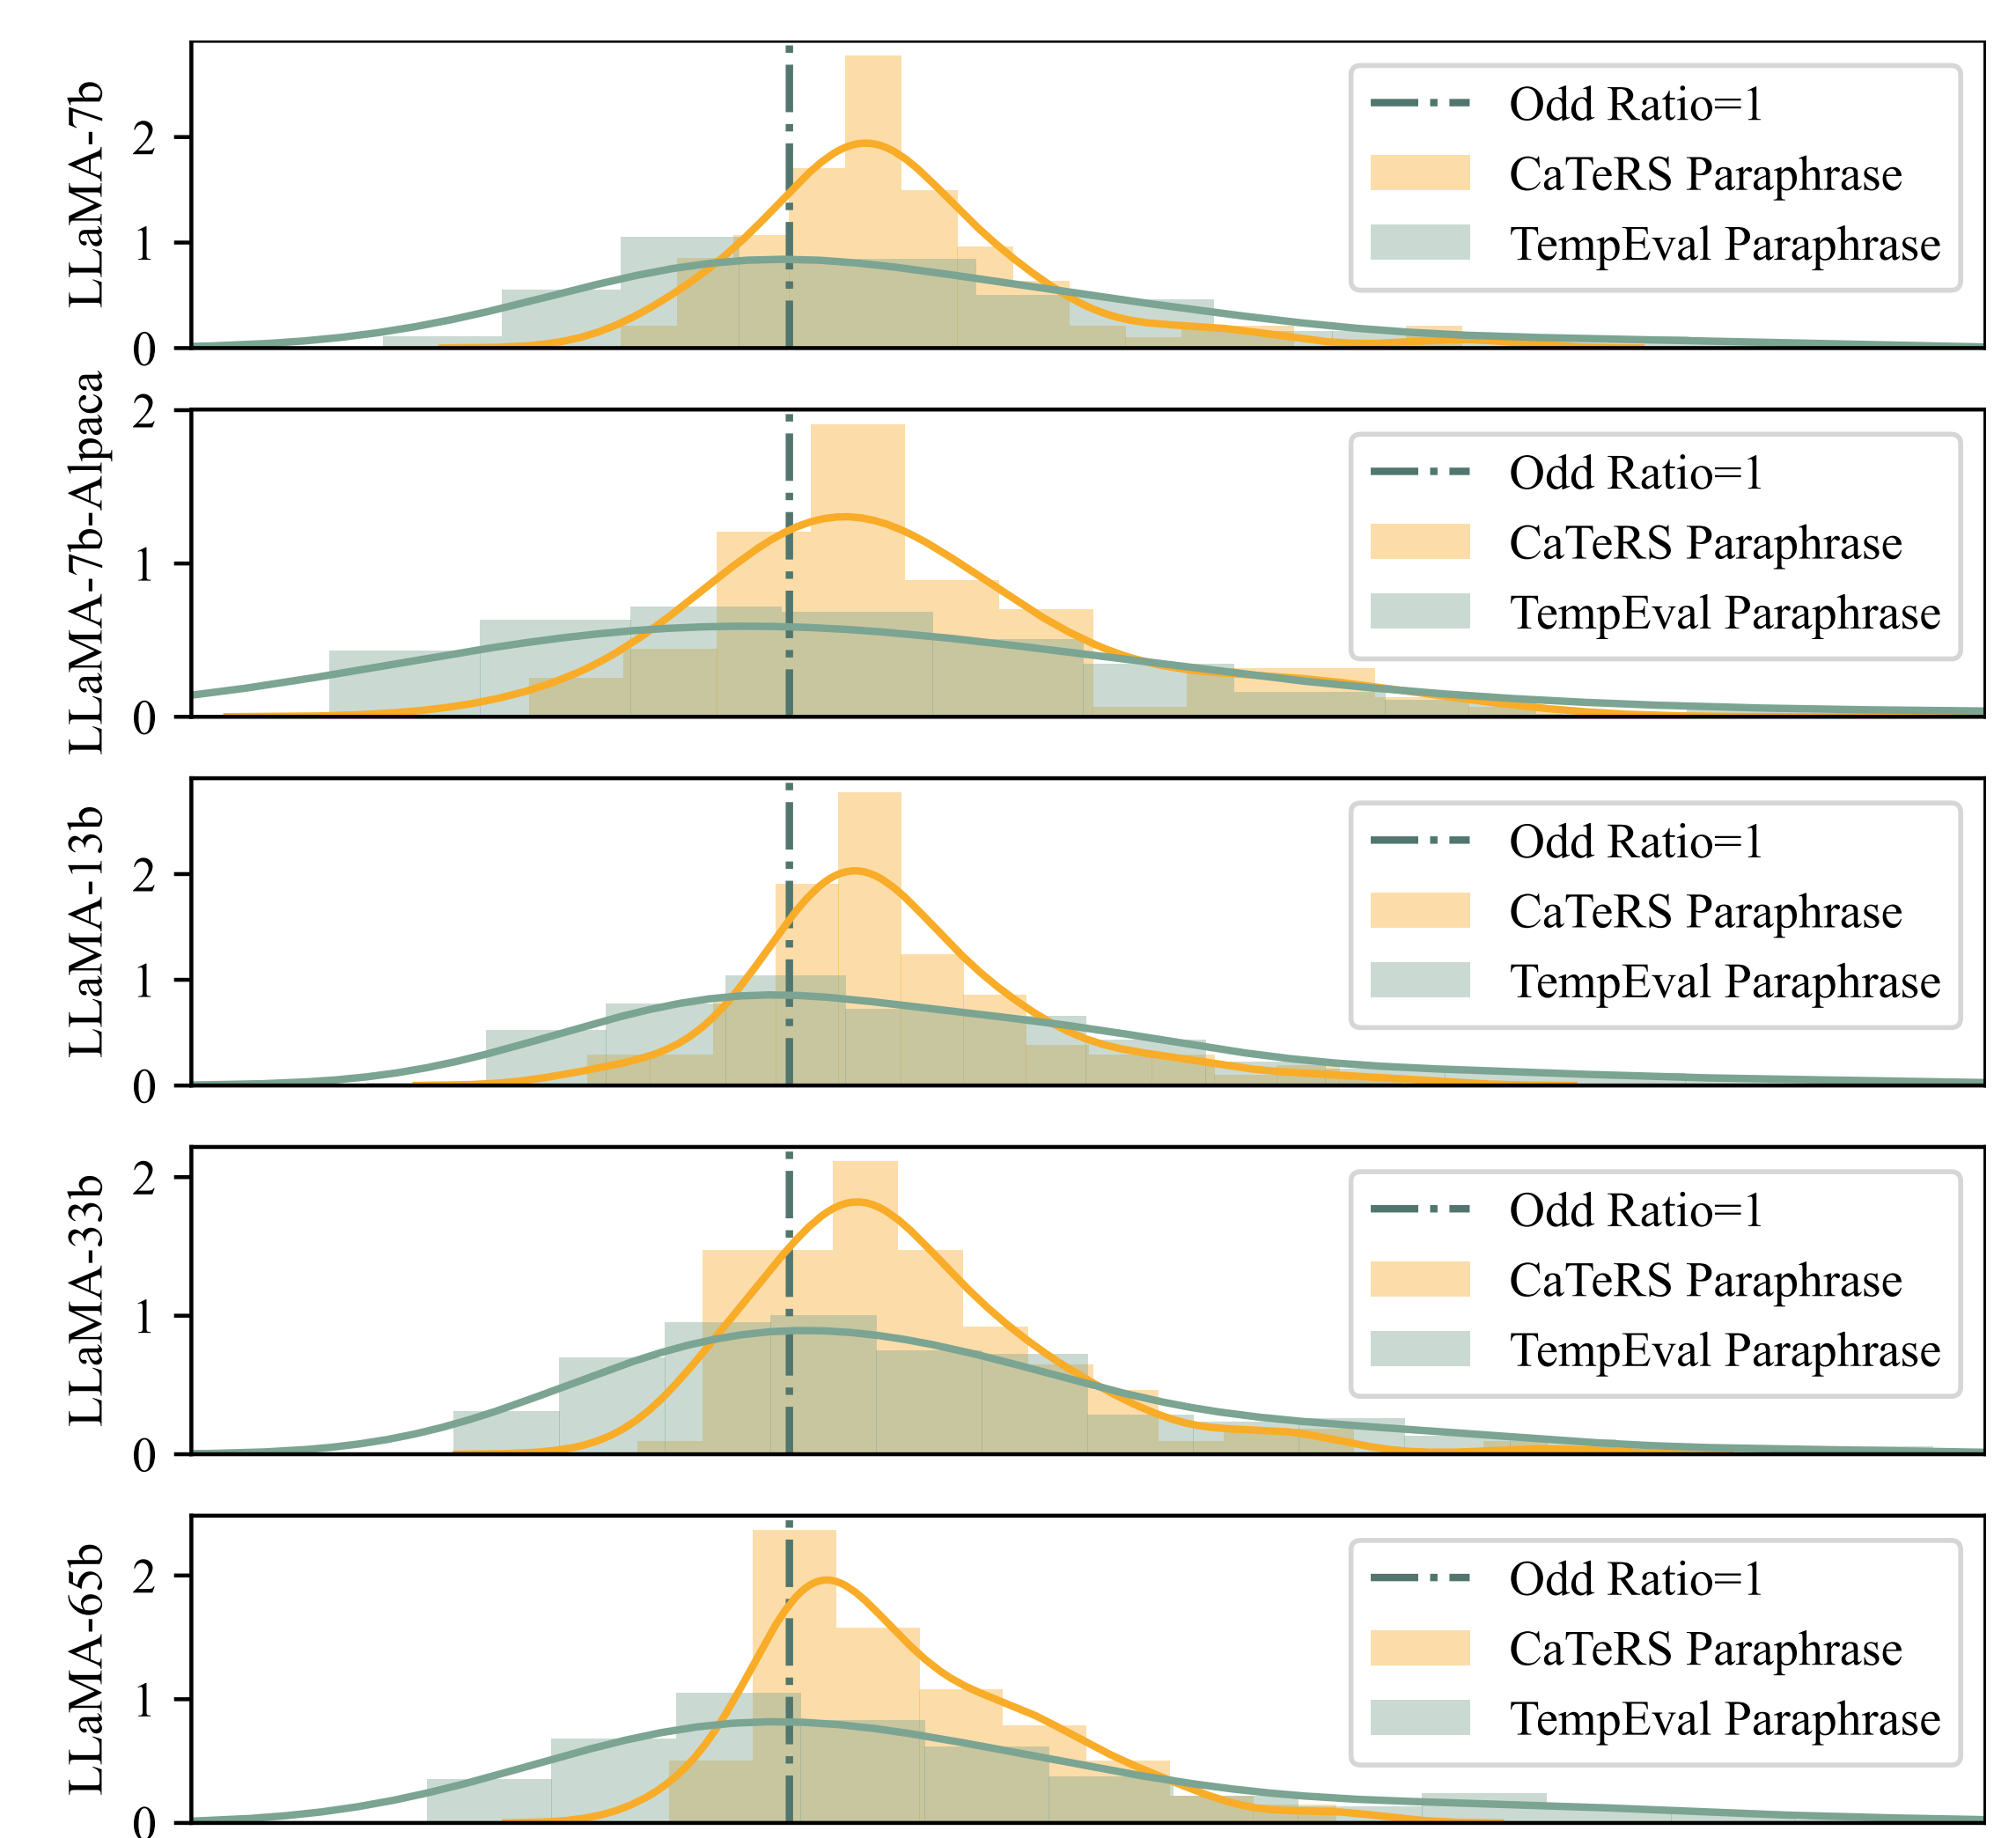 LLaMA-7b
2
1
0
Odd Ratio=1
CaTeRS Paraphrase
TempEval Paraphrase
LLaMA-7b-Alpaca
2
1
0
Odd Ratio=1
CaTeRS Paraphrase
TempEval Paraphrase
LLaMA-13b
2
1
0
Odd Ratio=1
CaTeRS Paraphrase
TempEval Paraphrase
LLaMA-33b
2
1
0
Odd Ratio=1
CaTeRS Paraphrase
TempEval Paraphrase
LLaMA-65b
2
1
0
Odd Ratio=1
CaTeRS Paraphrase
TempEval Paraphrase